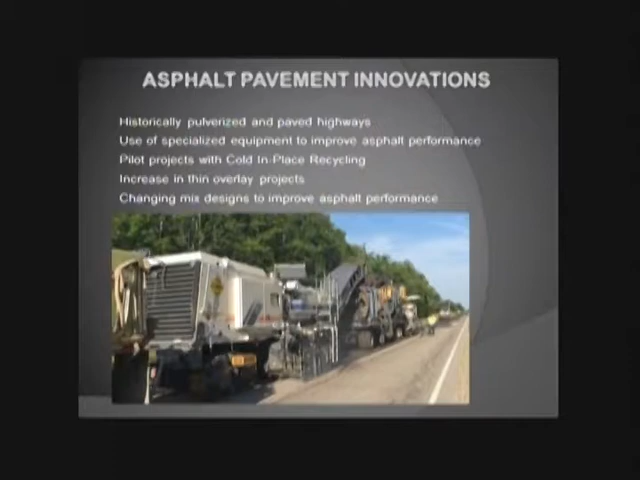 ASPHALT PAVEMENT INNOVATIONS
Historically pulverized and paved highways
Use of specialized equipment to improve asphalt performance
Pilot projects with Cold In-Place Recycling
Increase in thin overlay projects
Changing mix designs to improve asphalt performance